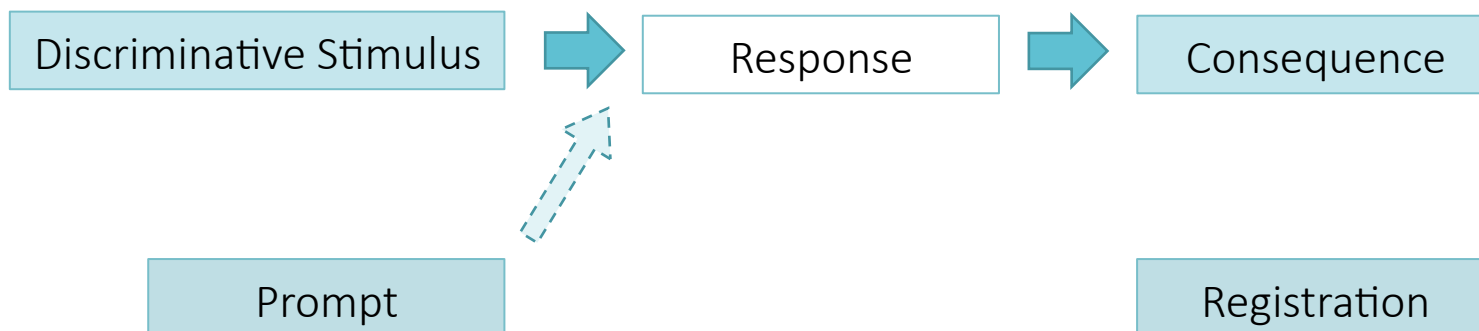 Discriminative Stimulus
Response
Consequence
Prompt
Registration